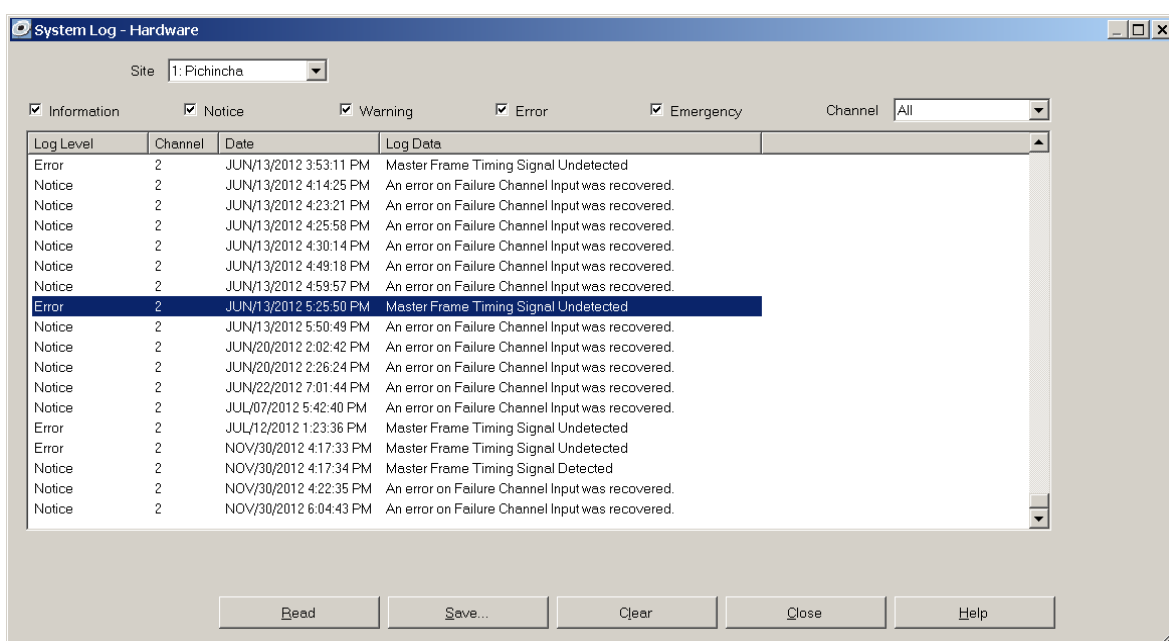 System Log - Hardware
Site 1: Pichincha
Information Notice Warning Error Emergency Channel All
Log Level Channel Date Log Data
Error 2 JUN/13/2012 3:53:11 PM Master Frame Timing Signal Undetected
Notice 2 JUN/13/2012 4:14:25 PM An error on Failure Channel Input was recovered.
Notice 2 JUN/13/2012 4:23:21 PM An error on Failure Channel Input was recovered.
Notice 2 JUN/13/2012 4:25:58 PM An error on Failure Channel Input was recovered.
Notice 2 JUN/13/2012 4:30:14 PM An error on Failure Channel Input was recovered.
Notice 2 JUN/13/2012 4:49:18 PM An error on Failure Channel Input was recovered.
Notice 2 JUN/13/2012 4:59:57 PM An error on Failure Channel Input was recovered.
Error 2 JUN/13/2012 5:25:50 PM Master Frame Timing Signal Undetected
Notice 2 JUN/13/2012 5:50:49 PM An error on Failure Channel Input was recovered.
Notice 2 JUN/20/2012 2:02:42 PM An error on Failure Channel Input was recovered.
Notice 2 JUN/20/2012 2:26:24 PM An error on Failure Channel Input was recovered.
Notice 2 JUN/22/2012 7:01:44 PM An error on Failure Channel Input was recovered.
Notice 2 JUL/07/2012 5:42:40 PM An error on Failure Channel Input was recovered.
Error 2 JUL/12/2012 1:23:36 PM Master Frame Timing Signal Undetected
Error 2 NOV/30/2012 4:17:33 PM Master Frame Timing Signal Undetected
Notice 2 NOV/30/2012 4:17:34 PM Master Frame Timing Signal Detected
Notice 2 NOV/30/2012 4:22:35 PM An error on Failure Channel Input was recovered.
Notice 2 NOV/30/2012 6:04:43 PM An error on Failure Channel Input was recovered.
Read Save... Clear Close Help